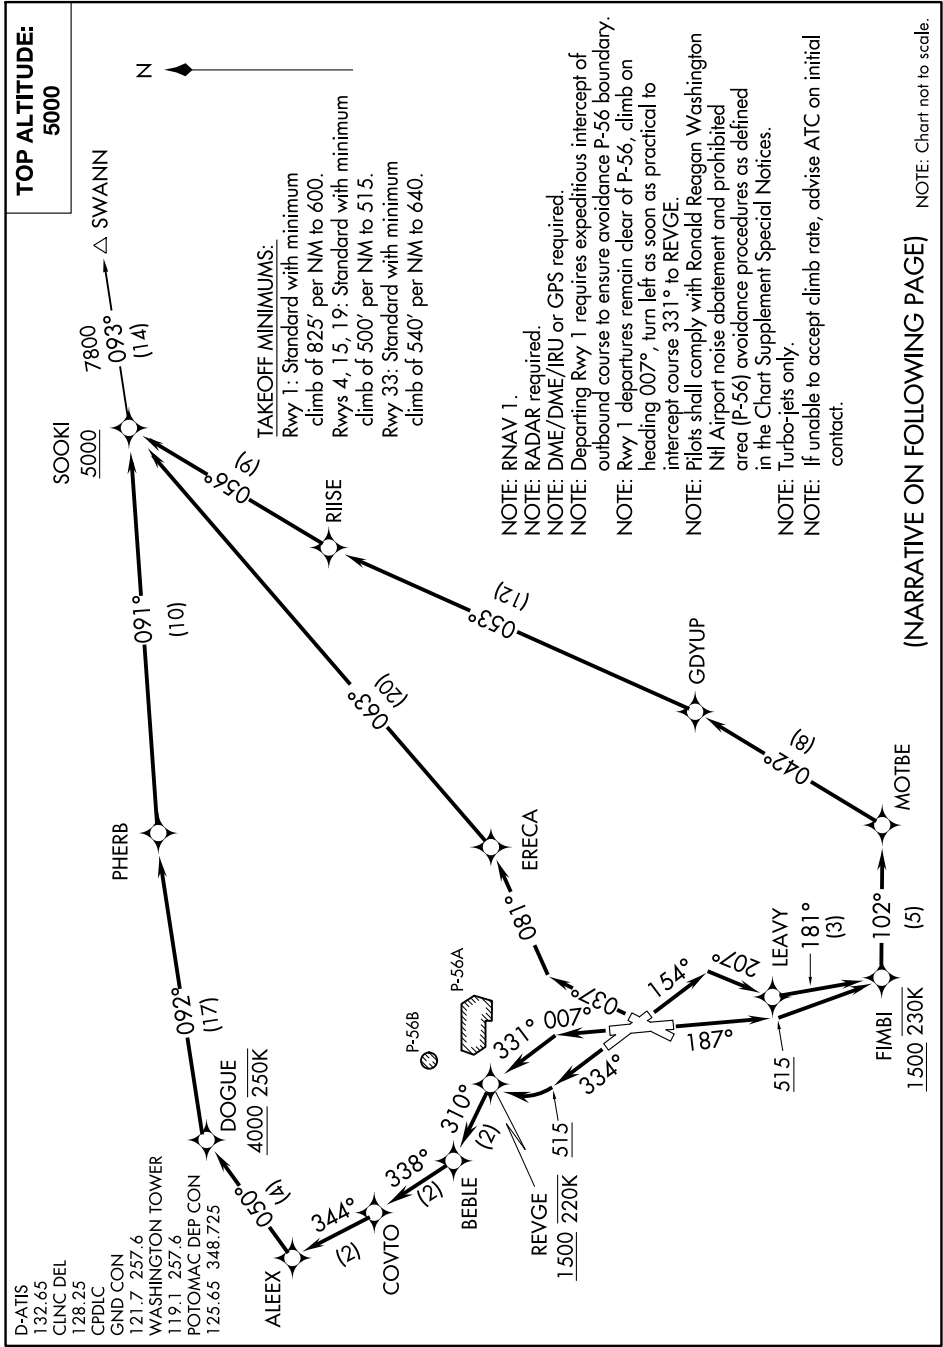 TOP ALTITUDE:
5000
D-ATIS
132.65
CLNC DEL
128.25
CPDLC
GND CON
121.7 257.6
WASHINGTON TOWER
119.1 257.6
POTOMAC DEP CON
125.65 348.725
N
SOOKI
5000
7800
093°
(14)
SWANN
091°
(10)
PHERB
092°
(17)
DOGUE
4000 250K
050°
(4)
ALEEX
344°
(2)
COVTO
338°
(2)
BEBLE
310°
(2)
REVGE
1500 220K
515
331°
334°
007°
P-56B
P-56A
037°
081°
ERECA
063°
(20)
056°
(9)
RIISE
053°
(12)
GDYUP
042°
(8)
MOTBE
102°
(5)
FIMBI
1500 230K
181°
(3)
LEAVY
207°
154°
187°
515
TAKEOFF MINIMUMS:
Rwy 1: Standard with minimum
climb of 825' per NM to 600.
Rwys 4, 15, 19: Standard with minimum
climb of 500' per NM to 515.
Rwy 33: Standard with minimum
climb of 540' per NM to 640.
NOTE: RNAV 1.
NOTE: RADAR required.
NOTE: DME/DME/IRU or GPS required.
NOTE: Departing Rwy 1 requires expeditious intercept of
outbound course to ensure avoidance P-56 boundary.
NOTE: Rwy 1 departures remain clear of P-56, climb on
heading 007°, turn left as soon as practical to
intercept course 331° to REVGE.
NOTE: Pilots shall comply with Ronald Reagan Washington
Ntl Airport noise abatement and prohibited
area (P-56) avoidance procedures as defined
in the Chart Supplement Special Notices.
NOTE: Turbo-jets only.
NOTE: If unable to accept climb rate, advise ATC on initial
contact.
(NARRATIVE ON FOLLOWING PAGE)
NOTE: Chart not to scale.